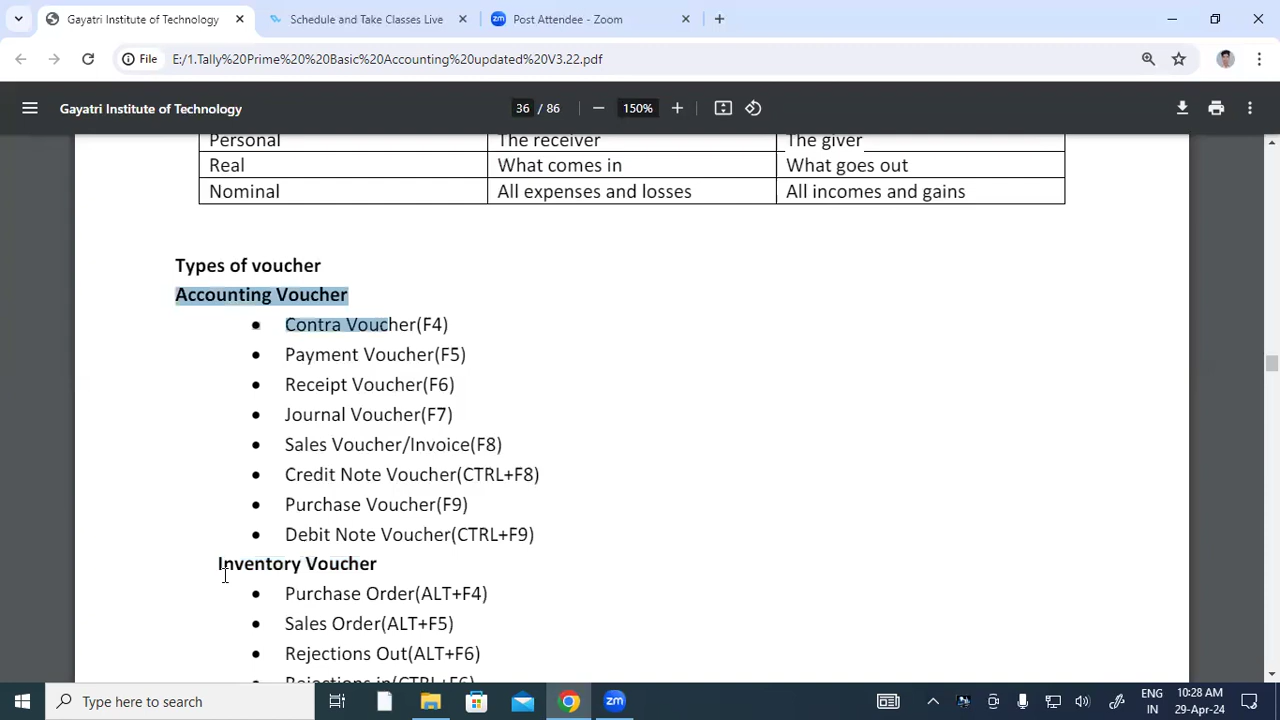 Gayatri Institute of Technology
Schedule and Take Classes Live
Post Attendee - Zoom
File
E:/1.Tally%20Prime%20%20Basic%20Accounting%20updated%20V3.22.pdf
Gayatri Institute of Technology
36 / 86
150%
Personal The receiver The giver
Real What comes in What goes out
Nominal All expenses and losses All incomes and gains
Types of voucher
Accounting Voucher
• Contra Voucher(F4)
• Payment Voucher(F5)
• Receipt Voucher(F6)
• Journal Voucher(F7)
• Sales Voucher/Invoice(F8)
• Credit Note Voucher(CTRL+F8)
• Purchase Voucher(F9)
• Debit Note Voucher(CTRL+F9)
Inventory Voucher
• Purchase Order(ALT+F4)
• Sales Order(ALT+F5)
• Rejections Out(ALT+F6)
• Rejections in(CTRL+F6)
Type here to search
zm
ENG
IN
10:28 AM
29-Apr-24